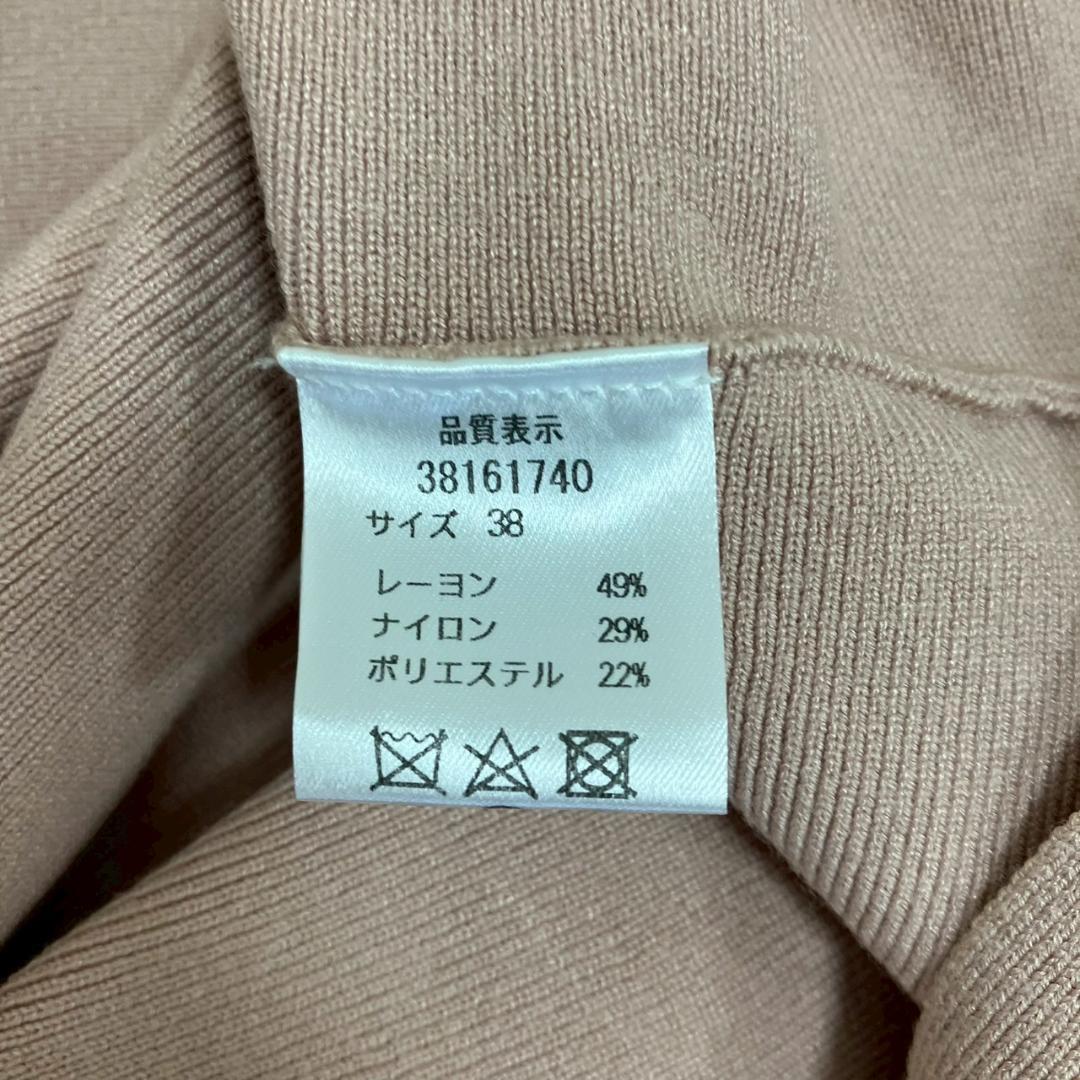 品質表示
38161740
サイズ 38
レーヨン 49%
ナイロン 29%
ポリエステル 22%